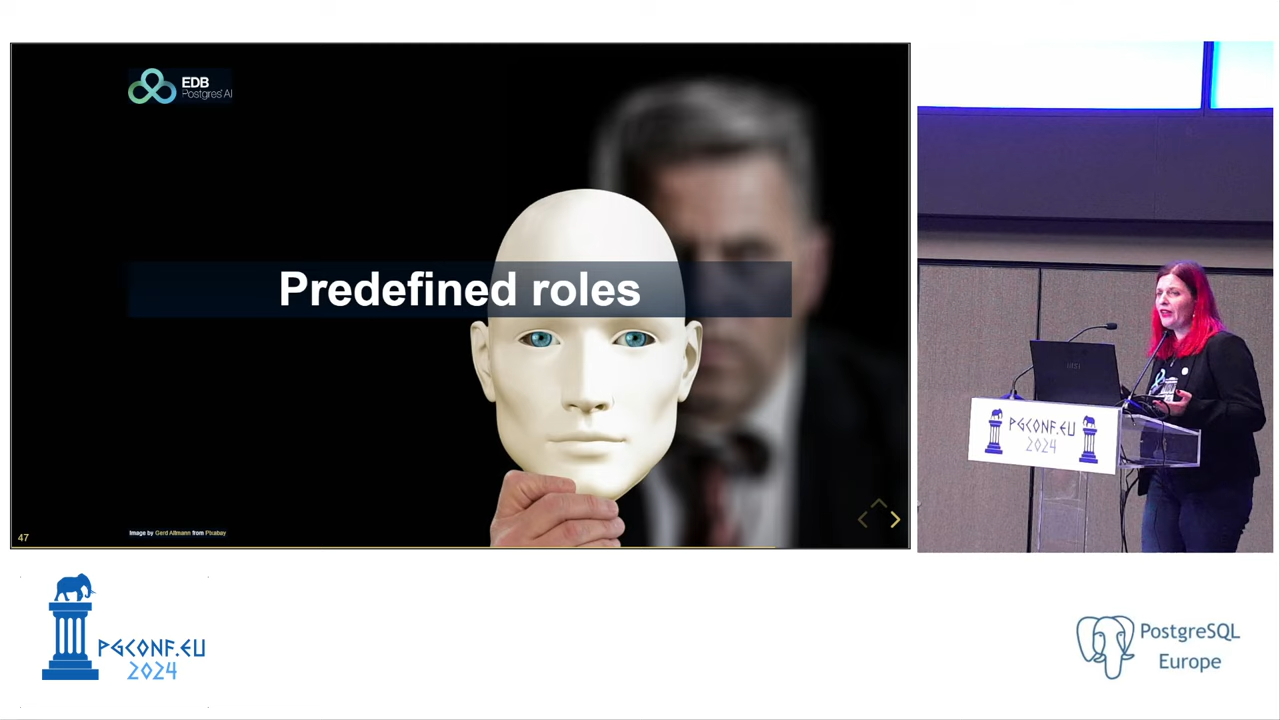 EDB
Postgres AI
Predefined roles
47
Image by Gerd Altmann from Pixabay
PGCONF.EU
2024
PGCONF.EU
2024
PostgreSQL
Europe